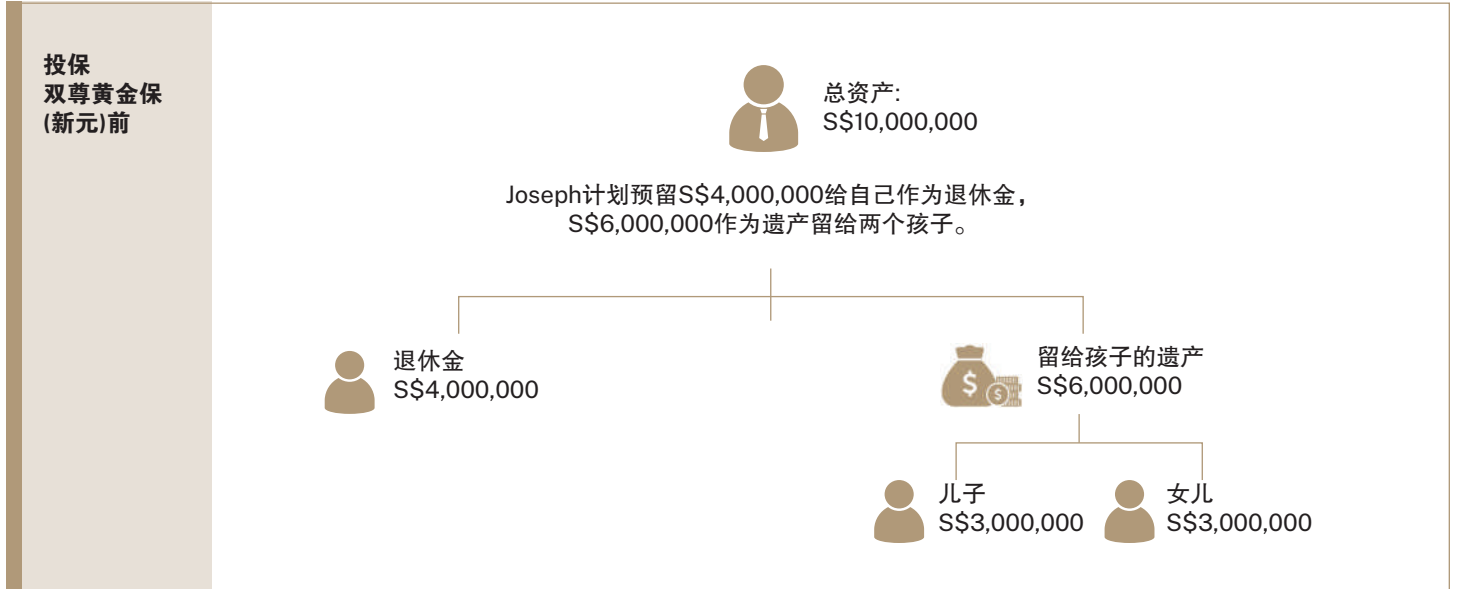 投保
双尊黄金保
(新元)前
总资产:
S$10,000,000
Joseph计划预留S$4,000,000给自己作为退休金，
S$6,000,000作为遗产留给两个孩子。
退休金
S$4,000,000
$
$
留给孩子的遗产
S$6,000,000
儿子
S$3,000,000
女儿
S$3,000,000